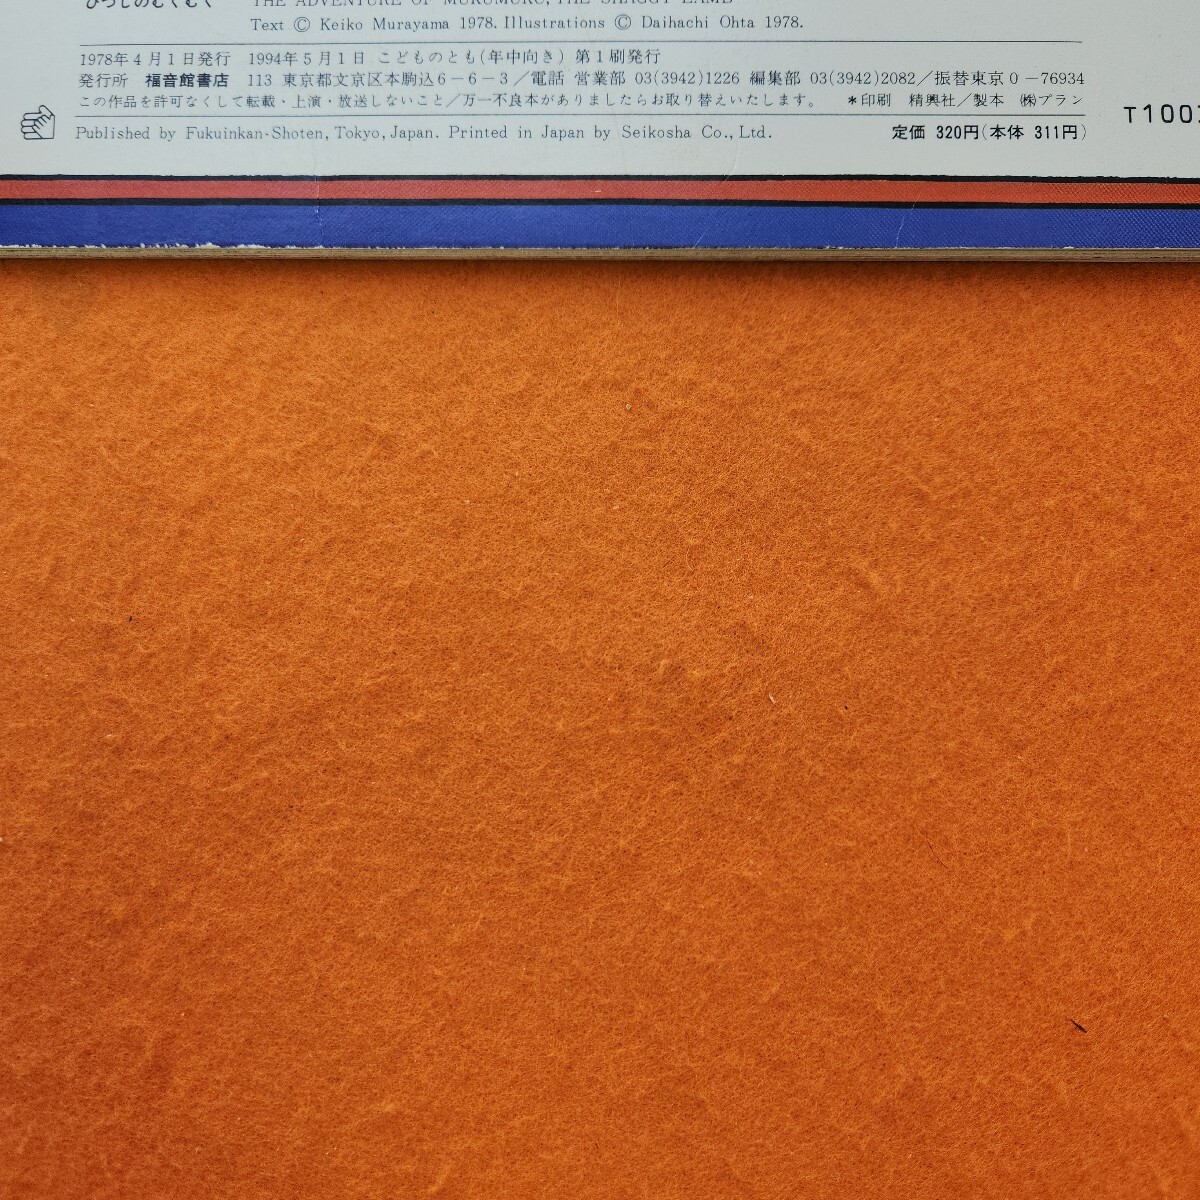 ひつじのむくむく THE ADVENTURE OF MUKUMUKU, THE SHAGGY LAMB
Text © Keiko Murayama 1978. Illustrations © Daihachi Ohta 1978.
1978年4月1日発行 1994年5月1日 こどものとも(年中向き) 第1刷発行
発行所 福音館書店 113 東京都文京区本駒込6-6-3/電話 営業部 03(3942)1226 編集部 03(3942)2082/振替東京0-76934
この作品を許可なくして転載・上演・放送しないこと/万一不良本がありましたらお取り替えいたします。 *印刷 精興社/製本 ㈱プラン
Published by Fukuinkan-Shoten, Tokyo, Japan. Printed in Japan by Seikosha Co., Ltd. 定価 320円(本体 311円)